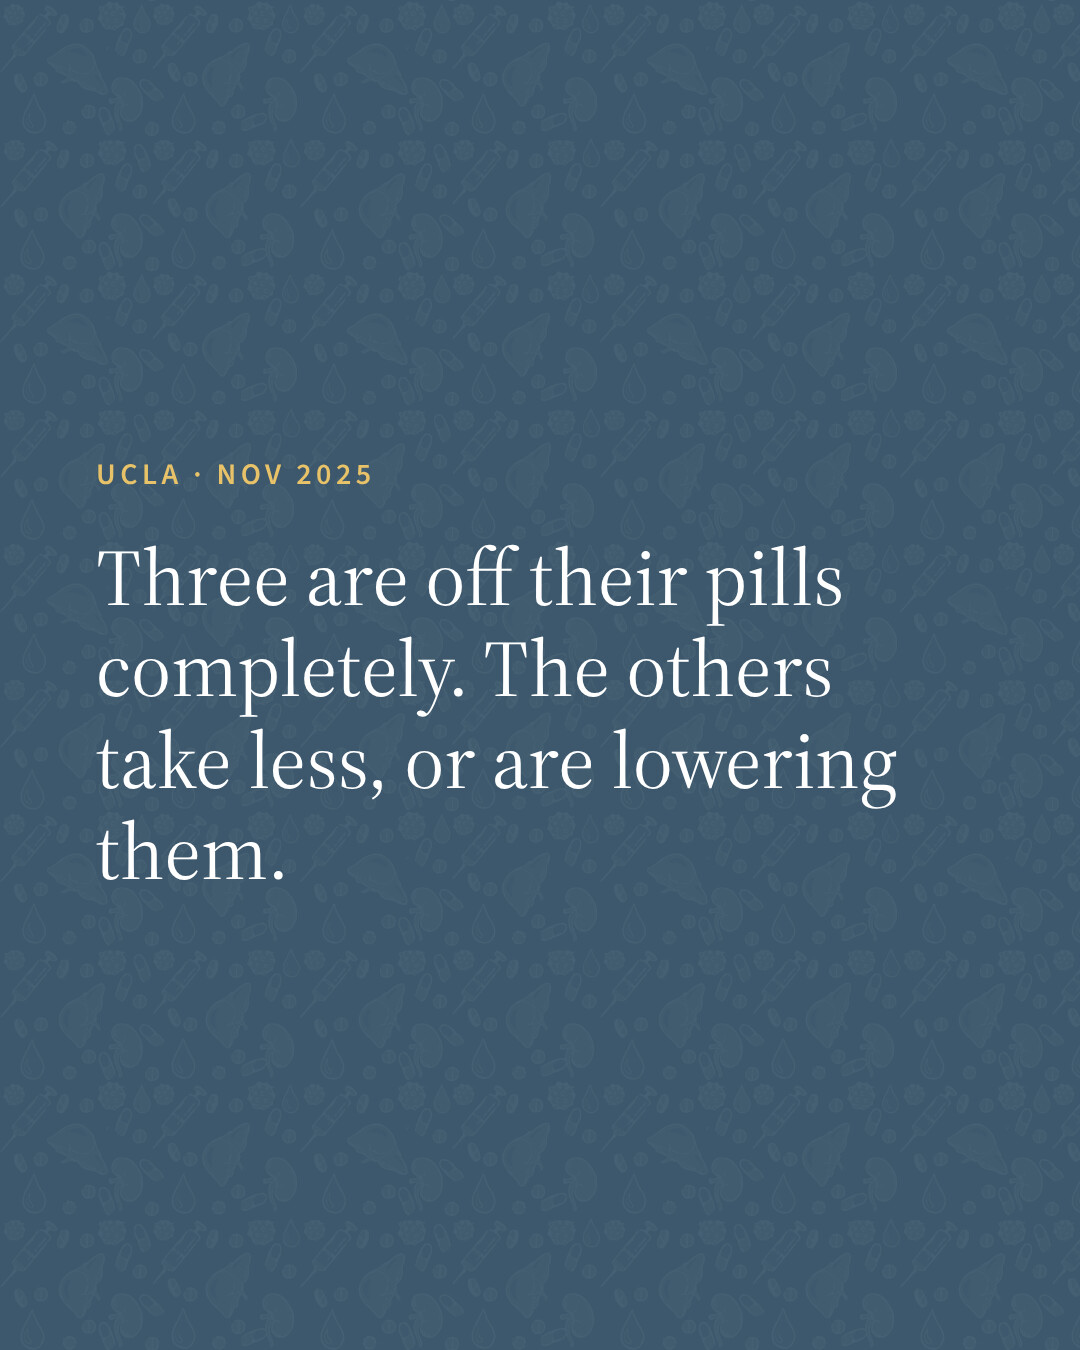 UCLA · NOV 2025
Three are off their pills
completely. The others
take less, or are lowering
them.